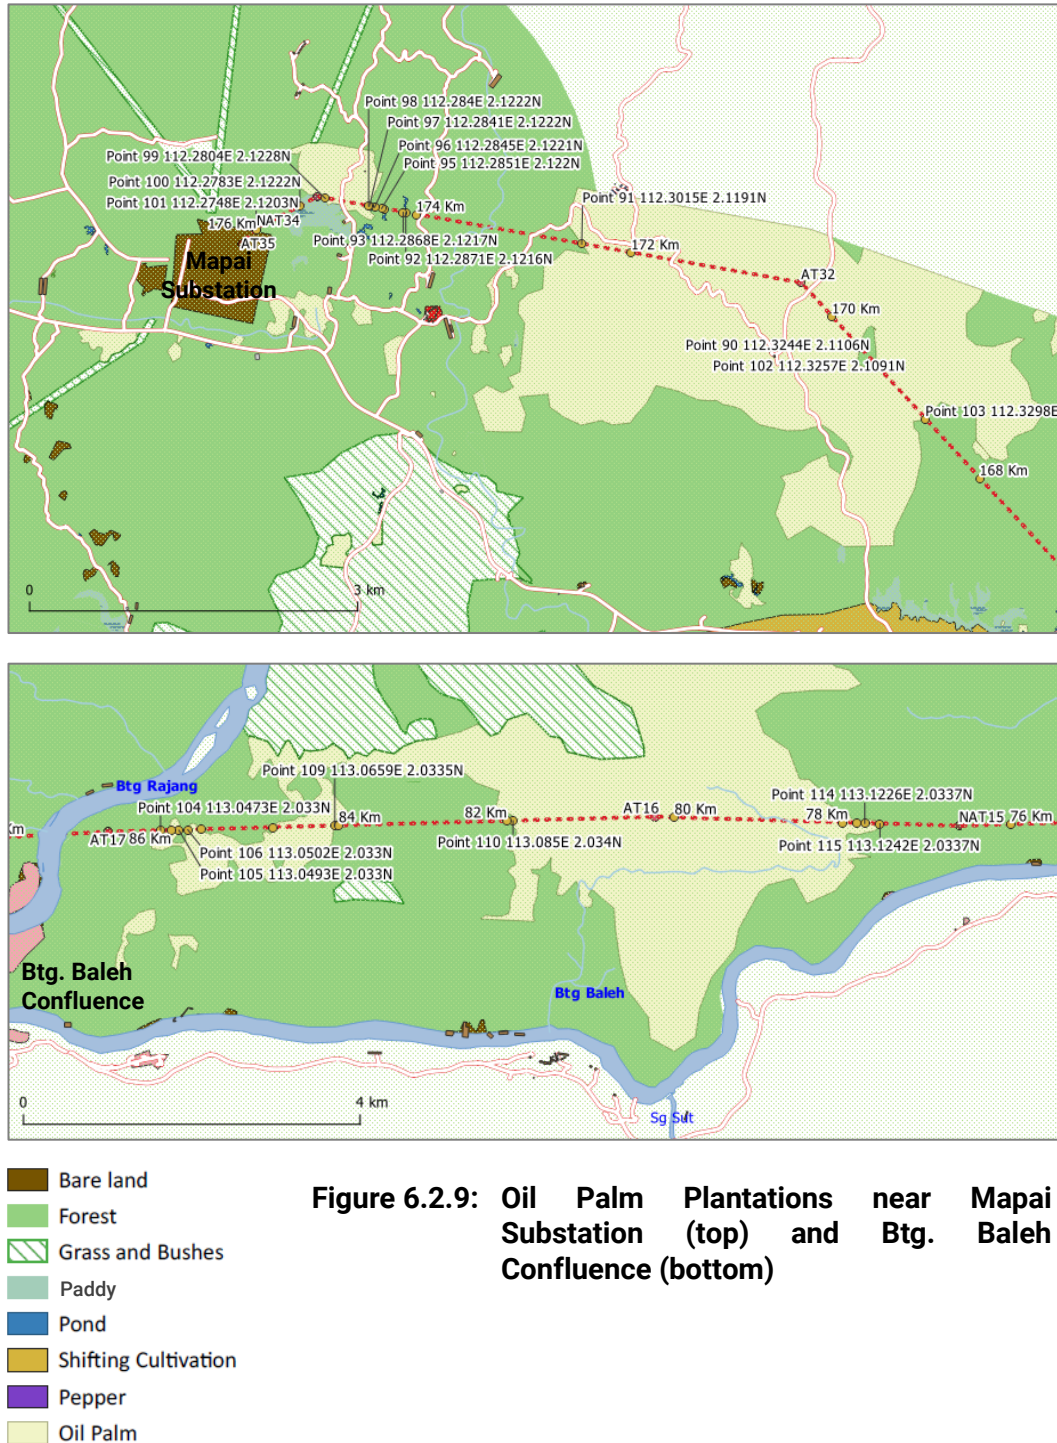 Point 98 112.284E 2.1222N
Point 97 112.2841E 2.1222N
Point 96 112.2845E 2.1221N
Point 99 112.2804E 2.1228N
Point 95 112.2851E 2.122N
Point 100 112.2783E 2.1222N
Point 91 112.3015E 2.1191N
Point 101 112.2748E 2.1203N
174 Km
176 Km
NAT34
Point 93 112.2868E 2.1217N
AT35
172 Km
Point 92 112.2871E 2.1216N
Mapai
Substation
AT32
170 Km
Point 90 112.3244E 2.1106N
Point 102 112.3257E 2.1091N
Point 103 112.3298E
168 Km
0
3 km
Point 109 113.0659E 2.0335N
Btg Rajang
Point 114 113.1226E 2.0337N
Point 104 113.0473E 2.033N
84 Km
82 Km
AT16
80 Km
78 Km
NAT15
76 Km
Km
AT17
86 Km
Point 110 113.085E 2.034N
Point 115 113.1242E 2.0337N
Point 106 113.0502E 2.033N
Point 105 113.0493E 2.033N
Btg. Baleh
Confluence
Btg Baleh
0
4 km
Sg Sut
Bare land
Forest
Grass and Bushes
Paddy
Pond
Shifting Cultivation
Pepper
Oil Palm
Figure 6.2.9: Oil Palm Plantations near Mapai
Substation (top) and Btg. Baleh
Confluence (bottom)